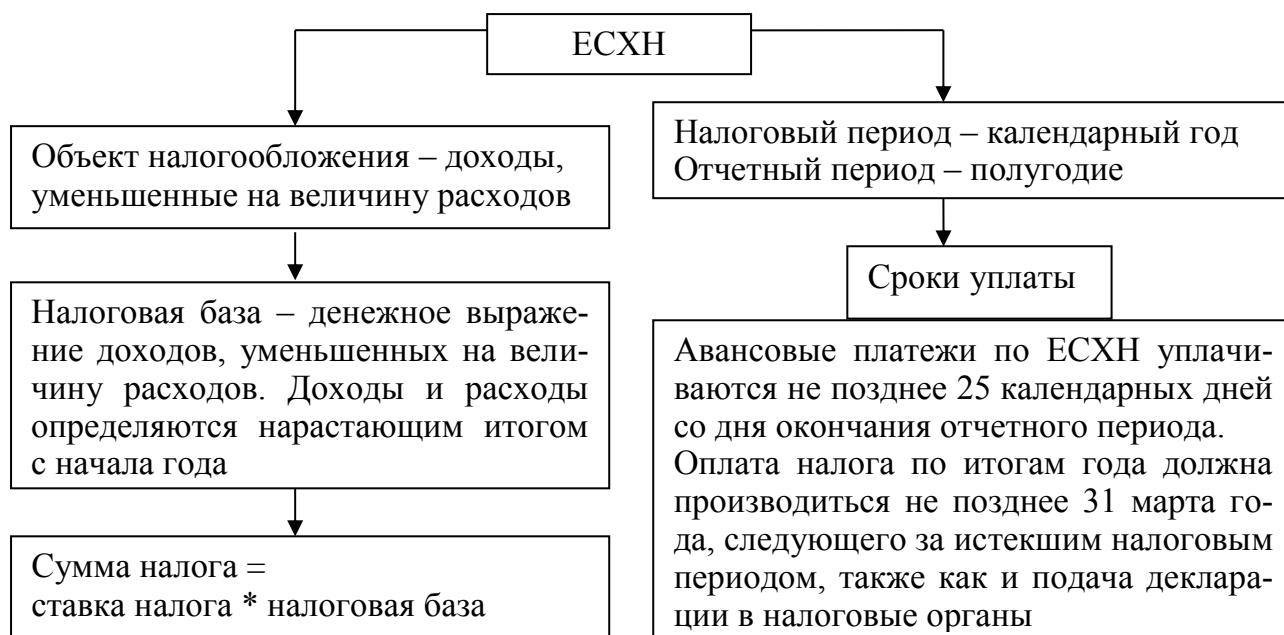 ЕСХН
Объект налогообложения – доходы,
уменьшенные на величину расходов
Налоговая база – денежное выраже-
ние доходов, уменьшенных на вели-
чину расходов. Доходы и расходы
определяются нарастающим итогом
с начала года
Сумма налога =
ставка налога * налоговая база
Налоговый период – календарный год
Отчетный период – полугодие
Сроки уплаты
Авансовые платежи по ЕСХН уплачи-
ваются не позднее 25 календарных дней
со дня окончания отчетного периода.
Оплата налога по итогам года должна
производиться не позднее 31 марта го-
да, следующего за истекшим налоговым
периодом, также как и подача деклара-
ции в налоговые органы